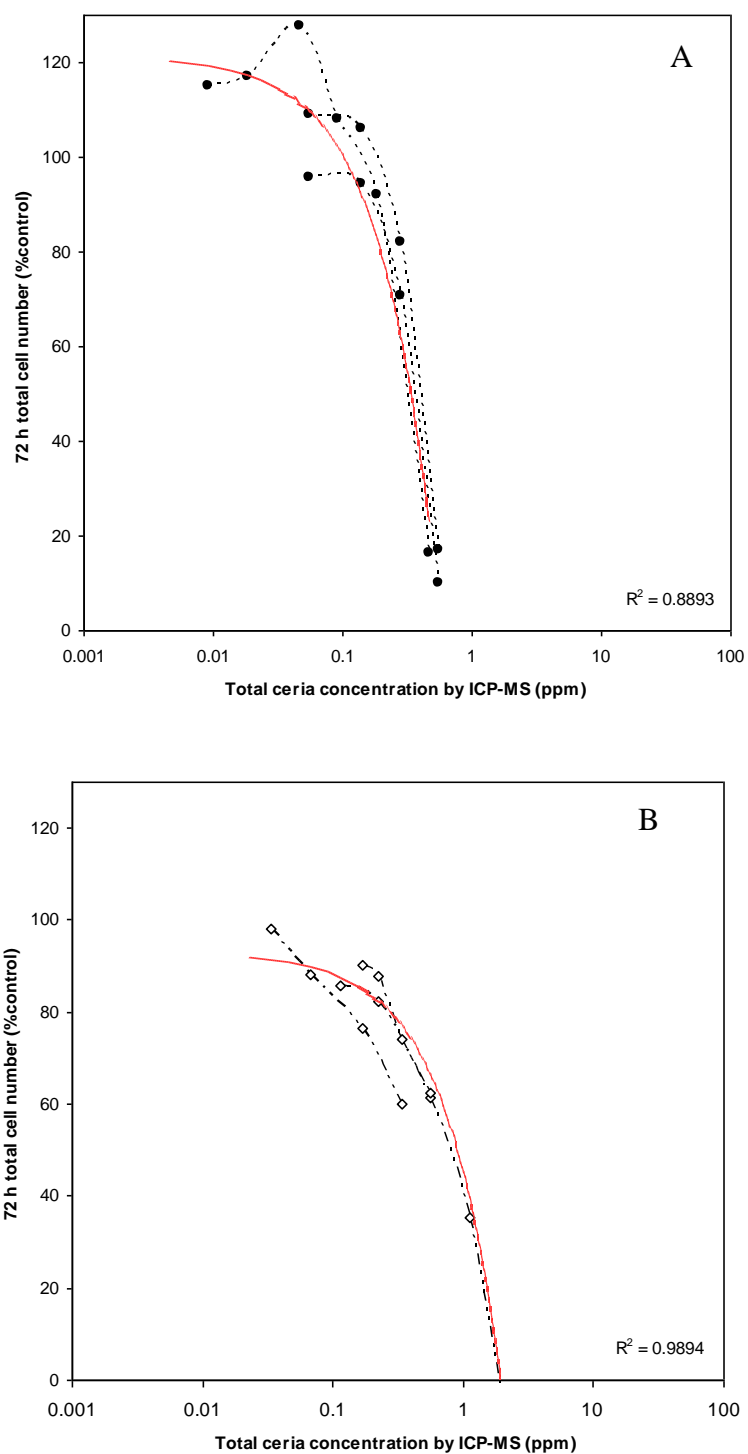 A
120
100
80
60
40
20
0
72 h total cell number (%control)
R² = 0.8893
0.001 0.01 0.1 1 10 100
Total ceria concentration by ICP-MS (ppm)
B
120
100
80
60
40
20
0
72 h total cell number (%control)
R² = 0.9894
0.001 0.01 0.1 1 10 100
Total ceria concentration by ICP-MS (ppm)